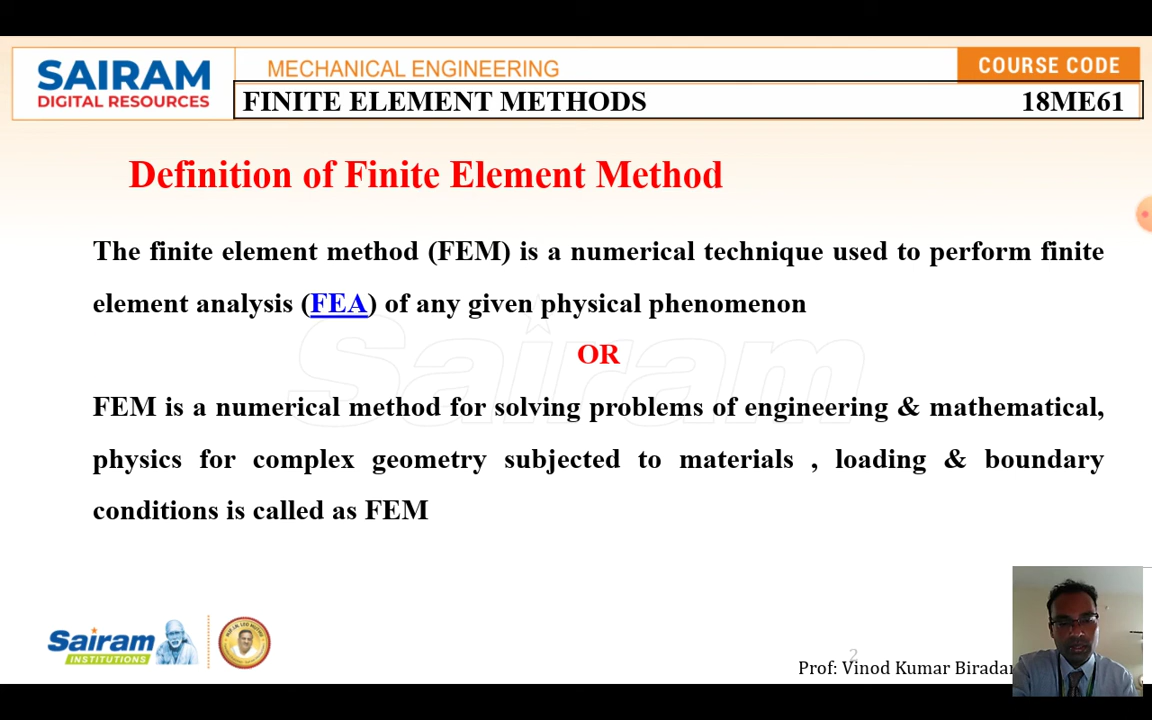 SAIRAM
DIGITAL RESOURCES
MECHANICAL ENGINEERING
COURSE CODE
FINITE ELEMENT METHODS 18ME61
Definition of Finite Element Method
The finite element method (FEM) is a numerical technique used to perform finite
element analysis (FEA) of any given physical phenomenon
OR
FEM is a numerical method for solving problems of engineering & mathematical,
physics for complex geometry subjected to materials , loading & boundary
conditions is called as FEM
Sairam
Sairam
INSTITUTIONS
2
Prof: Vinod Kumar Biradar